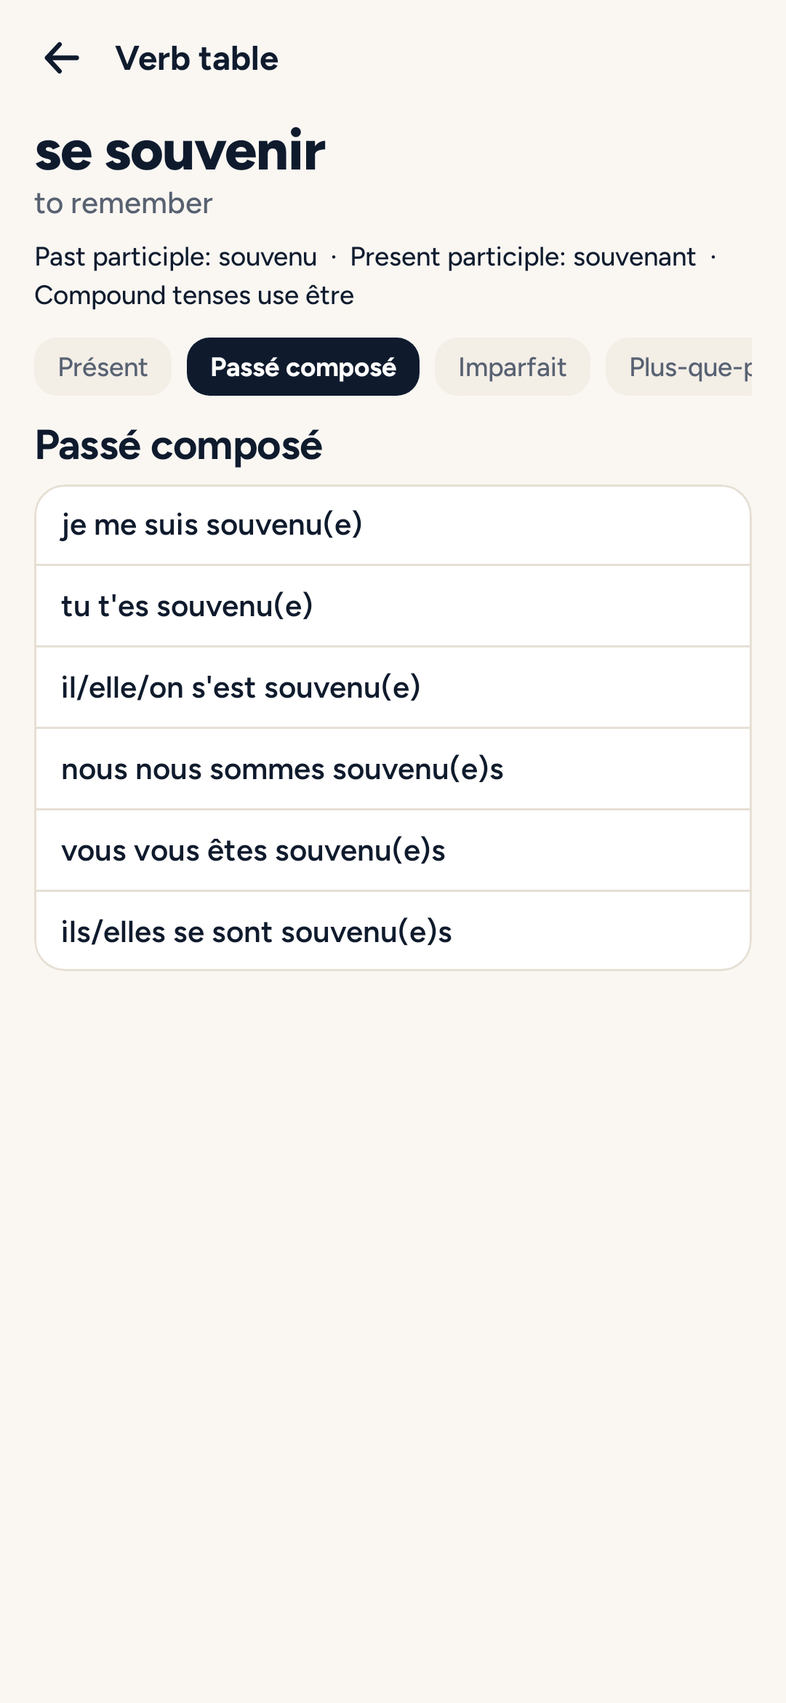 Verb table
se souvenir
to remember
Past participle: souvenu · Present participle: souvenant ·
Compound tenses use être
Présent Passé composé Imparfait Plus-que-p
Passé composé
je me suis souvenu(e)
tu t'es souvenu(e)
il/elle/on s'est souvenu(e)
nous nous sommes souvenu(e)s
vous vous êtes souvenu(e)s
ils/elles se sont souvenu(e)s